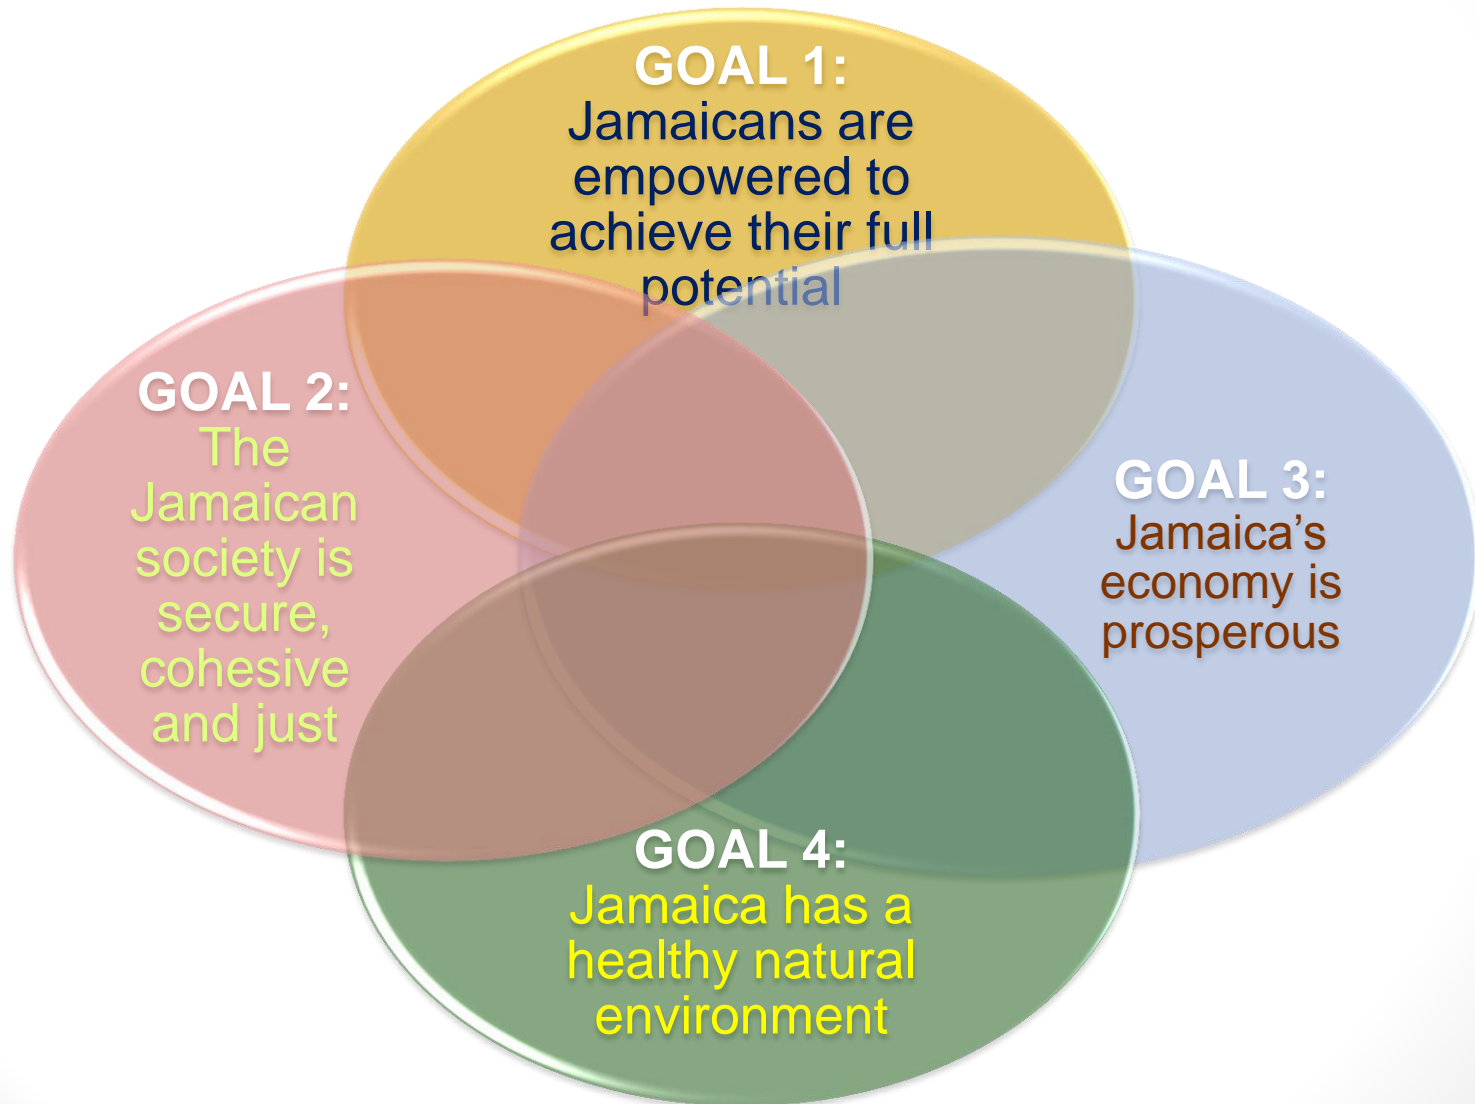 GOAL 1:
Jamaicans are
empowered to
achieve their full
potential
GOAL 2:
The
Jamaican
society is
secure,
cohesive
and just
GOAL 3:
Jamaica’s
economy is
prosperous
GOAL 4:
Jamaica has a
healthy natural
environment